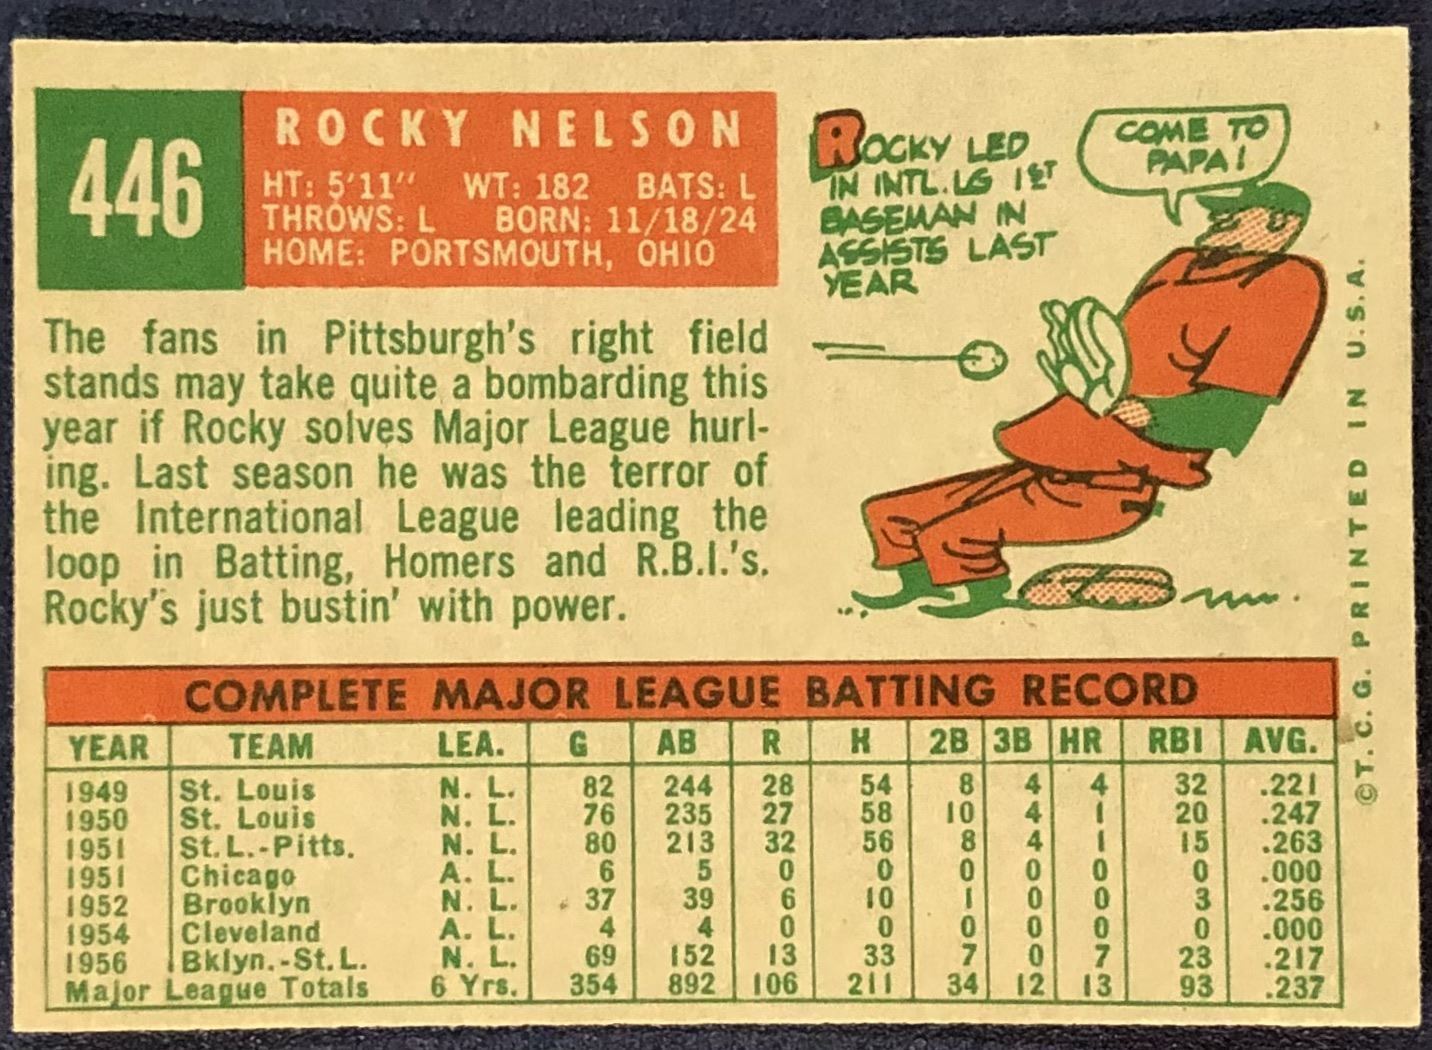 446
ROCKY NELSON
HT: 5'11" WT: 182 BATS: L
THROWS: L BORN: 11/18/24
HOME: PORTSMOUTH, OHIO
The fans in Pittsburgh's right field
stands may take quite a bombarding this
year if Rocky solves Major League hurl-
ing. Last season he was the terror of
the International League leading the
loop in Batting, Homers and R.B.I.'s.
Rocky's just bustin' with power.
ROCKY LED
IN INTL. LG 1ST
BASEMAN IN
ASSISTS LAST
YEAR
COME TO
PAPA!
COMPLETE MAJOR LEAGUE BATTING RECORD
YEAR TEAM LEA. G AB R H 2B 3B HR RBI AVG.
1949 St. Louis N. L. 82 244 28 54 8 4 4 32 .221
1950 St. Louis N. L. 76 235 27 58 10 4 1 20 .247
1951 St.L.-Pitts. N. L. 80 213 32 56 8 4 1 15 .263
1951 Chicago A. L. 6 5 0 0 0 0 0 0 .000
1952 Brooklyn N. L. 37 39 6 10 1 0 0 3 .256
1954 Cleveland A. L. 4 4 0 0 0 0 0 0 .000
1956 Bklyn.-St.L. N. L. 69 152 13 33 7 0 7 23 .217
Major League Totals 6 Yrs. 354 892 106 211 34 12 13 93 .237
©T. C. G. PRINTED IN U.S.A.